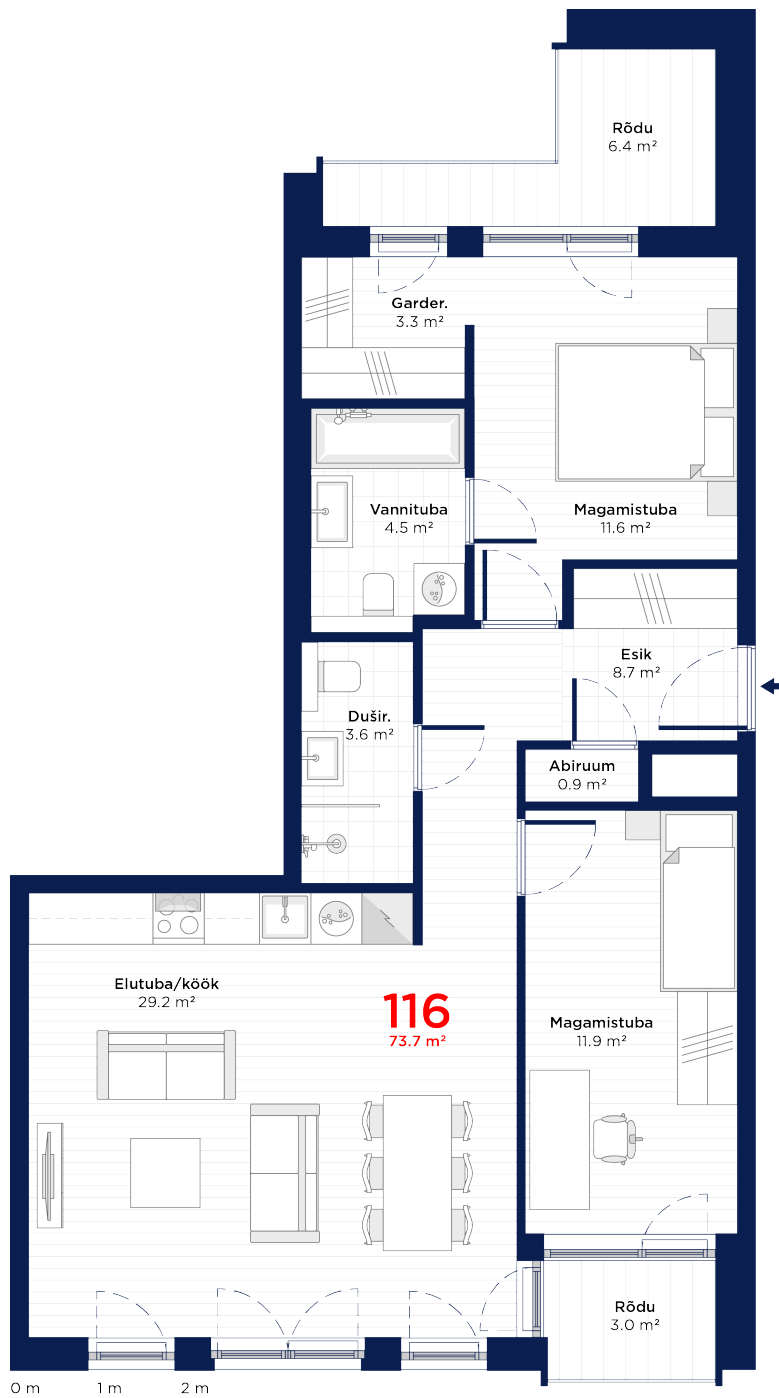 Rõdu
6.4 m²
Garder.
3.3 m²
Vannituba
4.5 m²
Magamistuba
11.6 m²
Esik
8.7 m²
Dušir.
3.6 m²
Abiruum
0.9 m²
Elutuba/köök
29.2 m²
116
73.7 m²
Magamistuba
11.9 m²
Rõdu
3.0 m²
0 m 1 m 2 m